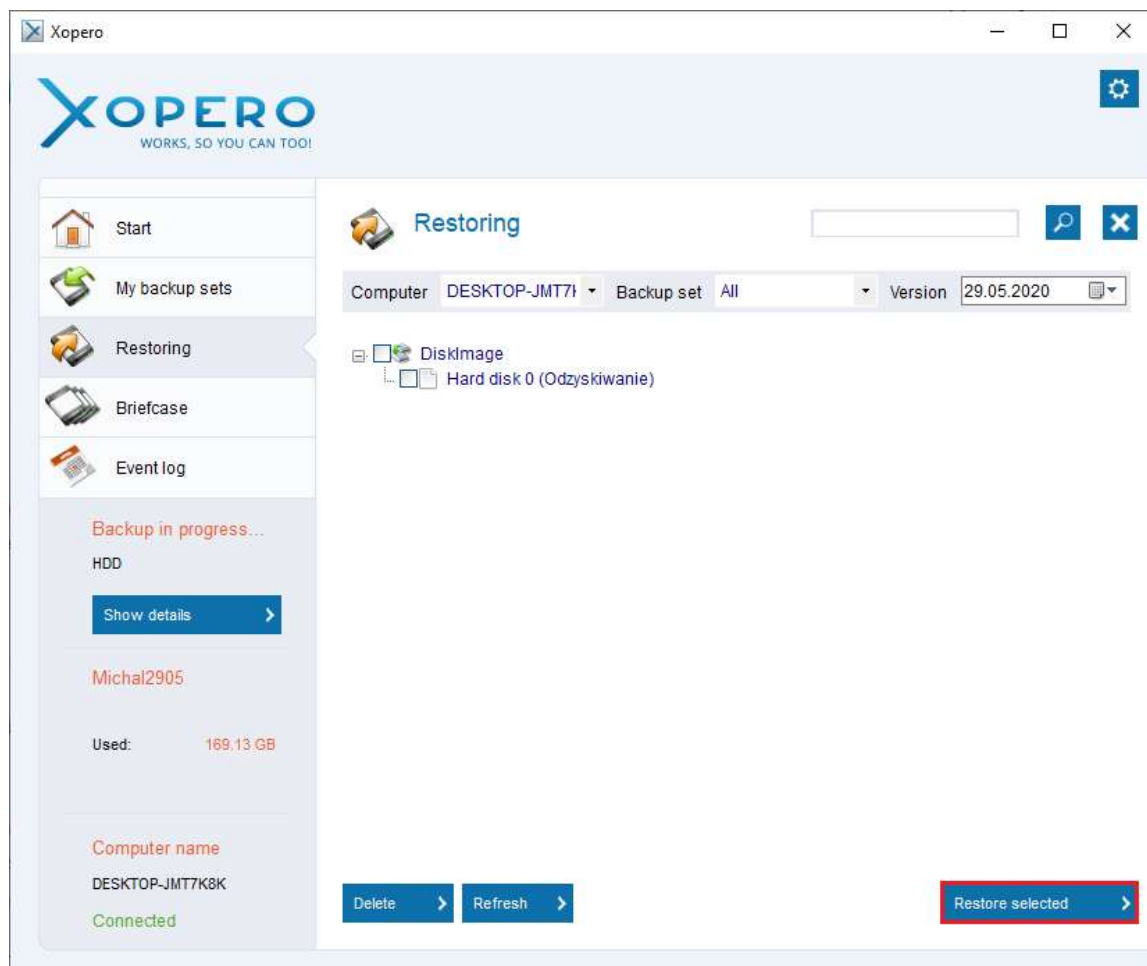 Xopero
XOPERO
WORKS, SO YOU CAN TOO!
Start
My backup sets
Restoring
Briefcase
Event log
Backup in progress...
HDD
Show details
Michal2905
Used: 169.13 GB
Computer name
DESKTOP-JMT7K8K
Connected
Restoring
Computer DESKTOP-JMT7 Backup set All Version 29.05.2020
DiskImage
Hard disk 0 (Odzyskiwanie)
Delete Refresh Restore selected